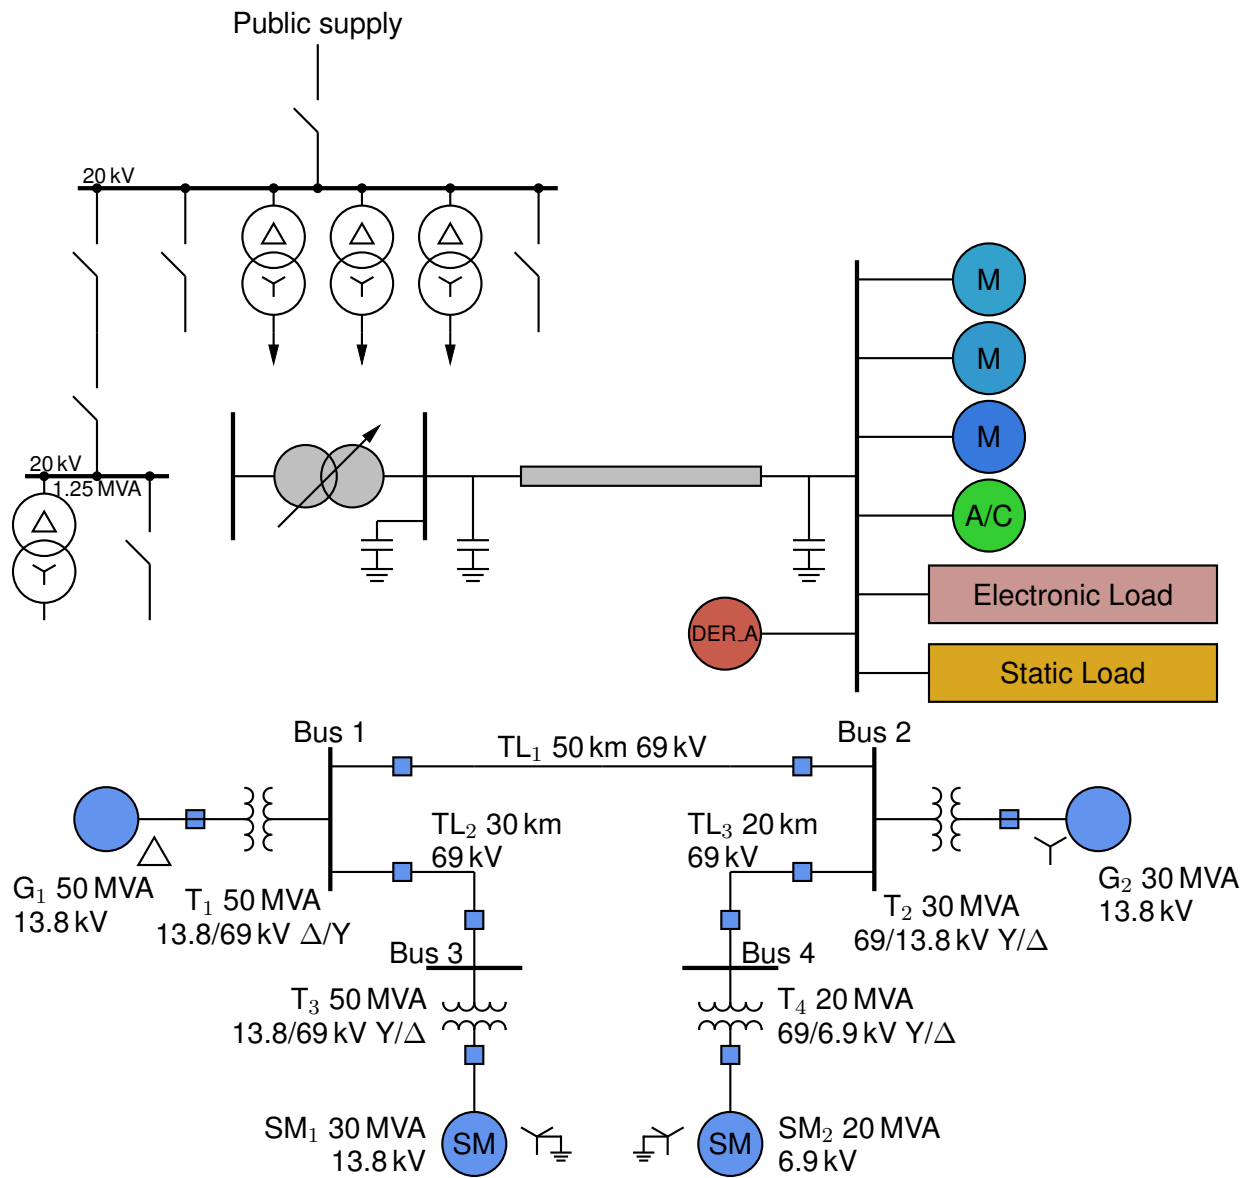 Public supply
20 kV
20 kV
1.25 MVA
M
M
M
A/C
Electronic Load
DER_A
Static Load
Bus 1
TL₁ 50 km 69 kV
Bus 2
TL₂ 30 km
69 kV
TL₃ 20 km
69 kV
G₁ 50 MVA
13.8 kV
T₁ 50 MVA
13.8/69 kV Δ/Y
T₂ 30 MVA
69/13.8 kV Y/Δ
G₂ 30 MVA
13.8 kV
Bus 3
Bus 4
T₃ 50 MVA
13.8/69 kV Y/Δ
T₄ 20 MVA
69/6.9 kV Y/Δ
SM₁ 30 MVA
13.8 kV
SM
SM
SM₂ 20 MVA
6.9 kV